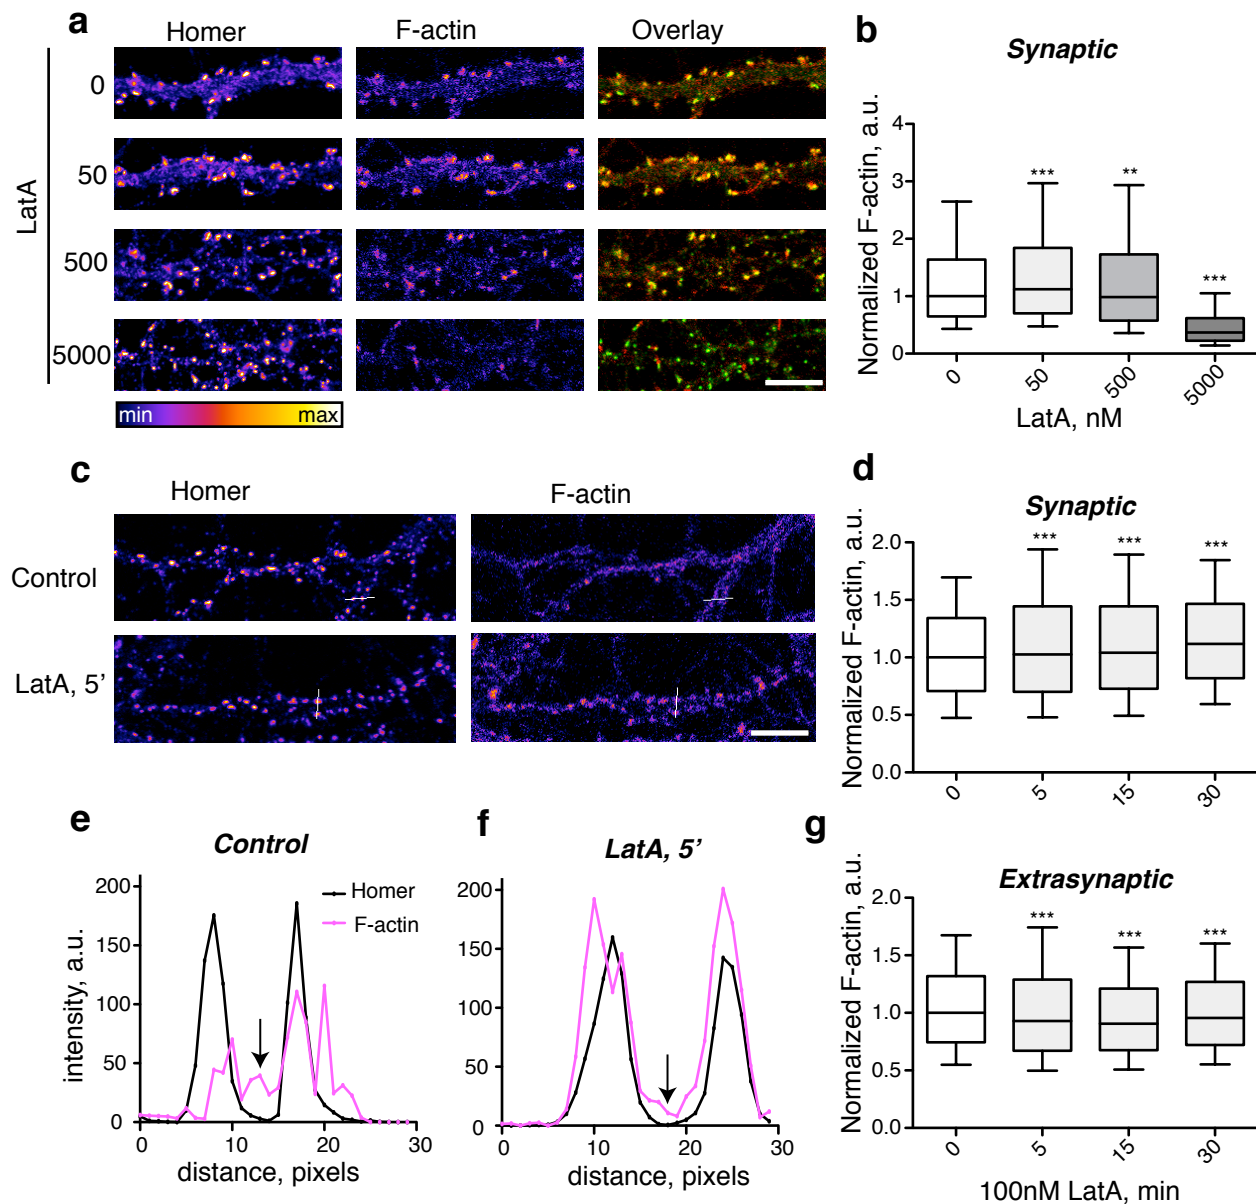 a
Homer
F-actin
Overlay
LatA
0
50
500
5000
min
max
b
Synaptic
Normalized F-actin, a.u.
4
3
2
1
0
***
**
***
0
50
500
5000
LatA, nM
c
Homer
F-actin
Control
LatA, 5’
d
Synaptic
Normalized F-actin, a.u.
2.0
1.5
1.0
0.5
0.0
***
***
***
0
5
15
30
e
Control
intensity, a.u.
200
150
100
50
0
Homer
F-actin
0
10
20
30
distance, pixels
f
LatA, 5’
200
150
100
50
0
0
10
20
30
distance, pixels
g
Extrasynaptic
Normalized F-actin, a.u.
2.0
1.5
1.0
0.5
0.0
***
***
***
0
5
15
30
100nM LatA, min